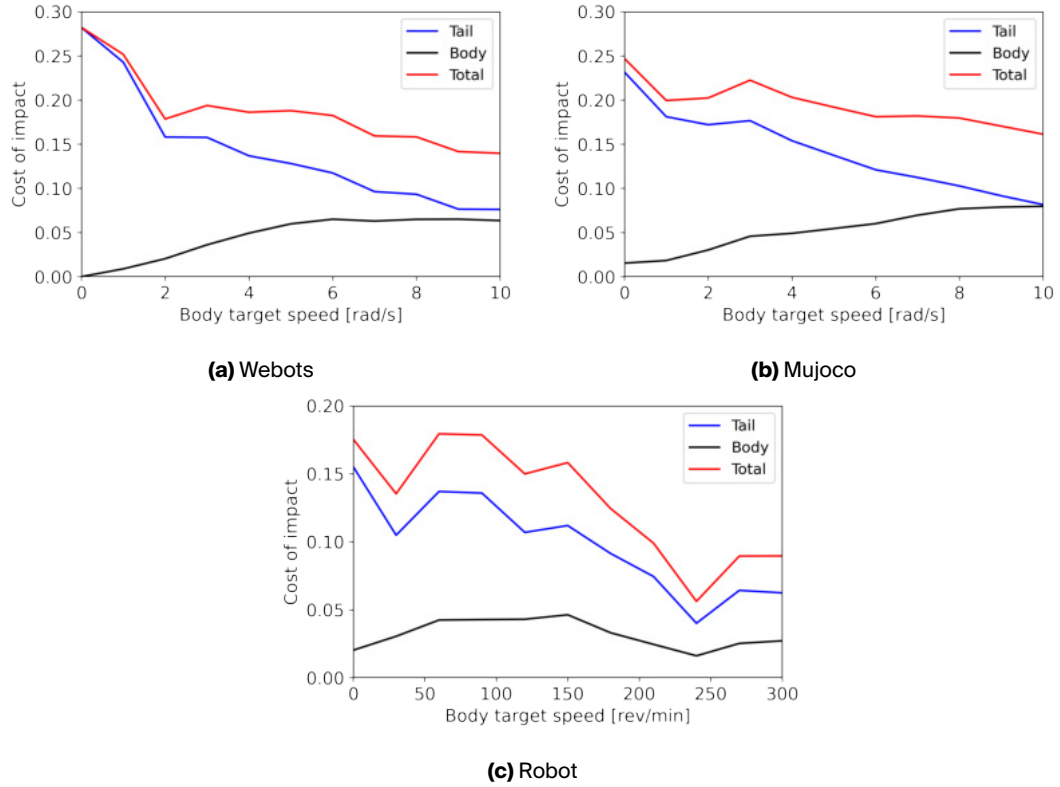 0.30
0.25
0.20
0.15
0.10
0.05
0.00
Cost of impact
0 2 4 6 8 10
Body target speed [rad/s]
Tail
Body
Total
(a) Webots
0.30
0.25
0.20
0.15
0.10
0.05
0.00
Cost of impact
0 2 4 6 8 10
Body target speed [rad/s]
Tail
Body
Total
(b) Mujoco
0.20
0.15
0.10
0.05
0.00
Cost of impact
0 50 100 150 200 250 300
Body target speed [rev/min]
Tail
Body
Total
(c) Robot